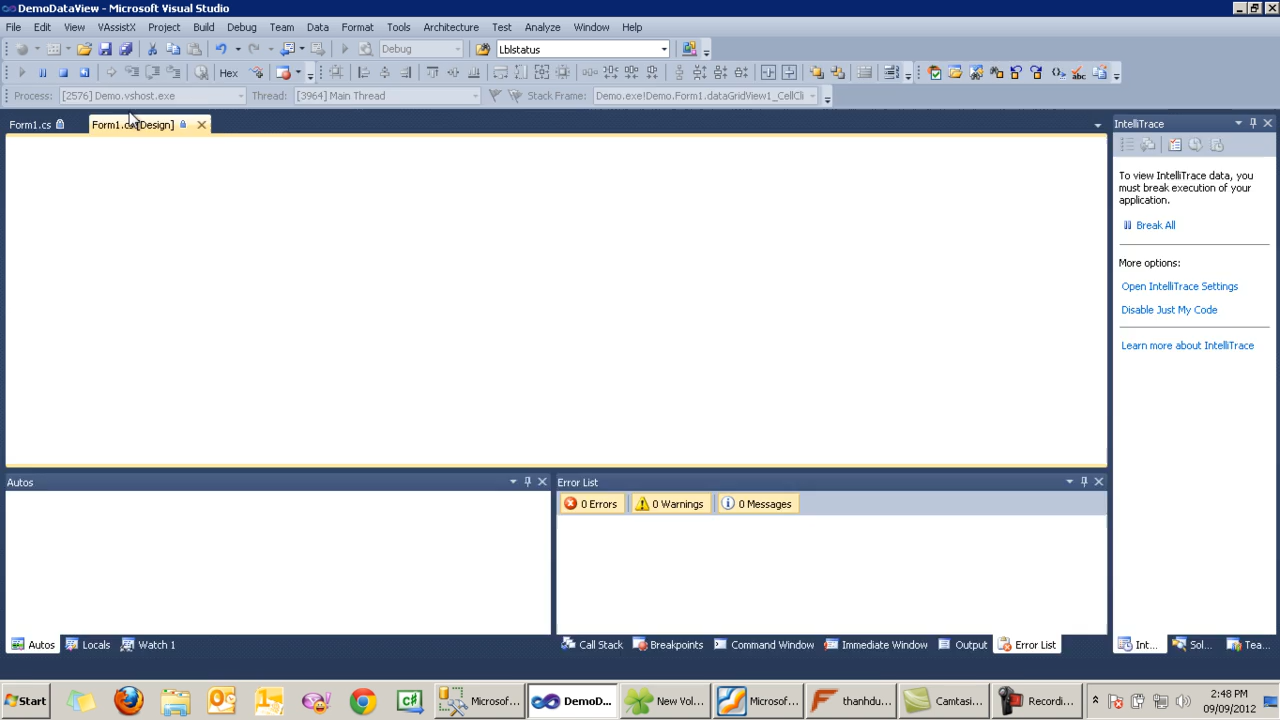 DemoDataView - Microsoft Visual Studio
File Edit View VAssistX Project Build Debug Team Data Format Tools Architecture Test Analyze Window Help
Debug Lblstatus
Hex
Process: [2576] Demo.vshost.exe Thread: [3964] Main Thread Stack Frame: Demo.exe!Demo.Form1.dataGridView1_CellCli
Form1.cs Form1.cs [Design] IntelliTrace
To view IntelliTrace data, you
must break execution of your
application.
Break All
More options:
Open IntelliTrace Settings
Disable Just My Code
Learn more about IntelliTrace
Autos Error List
0 Errors 0 Warnings 0 Messages
Autos Locals Watch 1 Call Stack Breakpoints Command Window Immediate Window Output Error List Int... Sol... Tea...
Start Microsof... DemoD... New Vol... Microsof... thanhdu... Camtasi... Recordi... 2:48 PM
09/09/2012